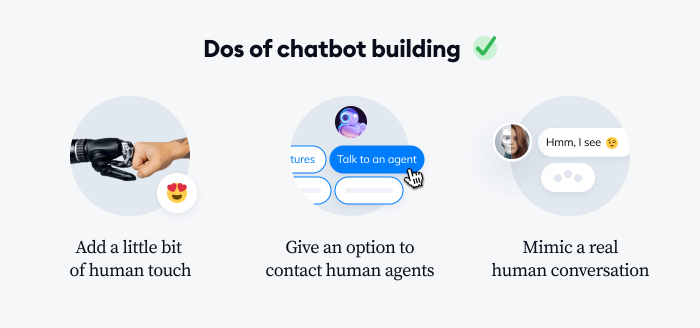 Dos of chatbot building
tures
Talk to an agent
Hmm, I see
Add a little bit
of human touch
Give an option to
contact human agents
Mimic a real
human conversation